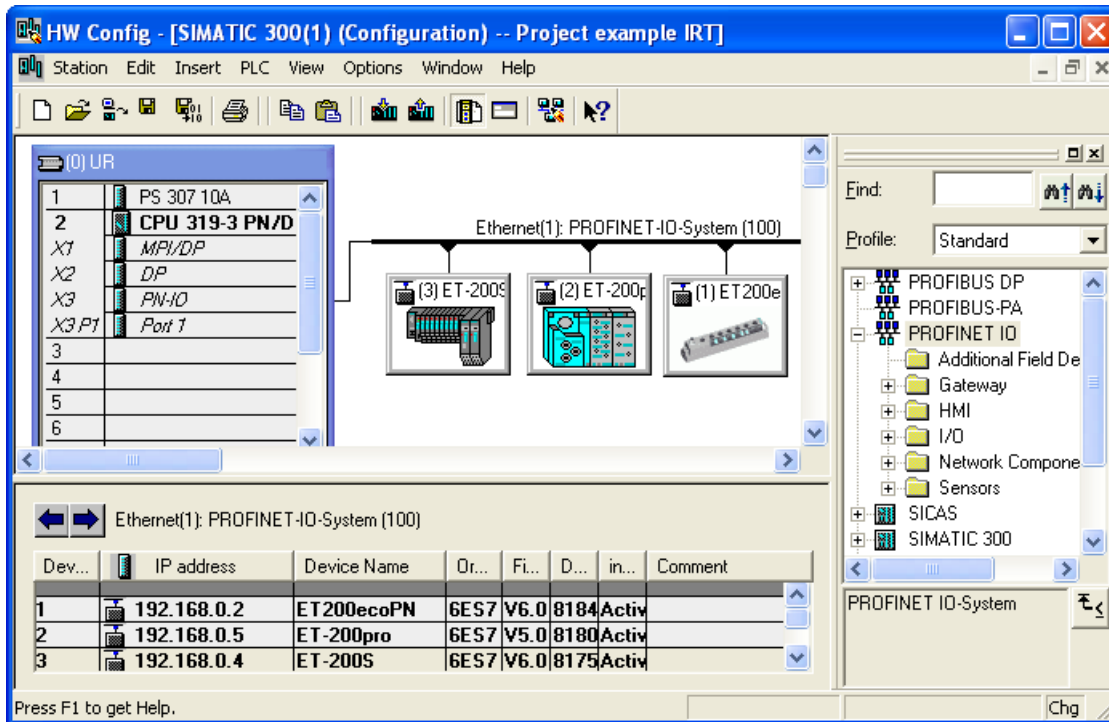 HW Config - [SIMATIC 300(1) (Configuration) -- Project example IRT]
Station Edit Insert PLC View Options Window Help
(0) UR
1 PS 307 10A
2 CPU 319-3 PN/D
X1 MPI/DP
X2 DP
X3 PN-IO
X3 P1 Port 1
3
4
5
6
Ethernet(1): PROFINET-IO-System (100)
(3) ET-200S
(2) ET-200p
(1) ET200e
Find:
Profile: Standard
PROFIBUS DP
PROFIBUS-PA
PROFINET IO
Additional Field De
Gateway
HMI
I/O
Network Compone
Sensors
SICAS
SIMATIC 300
PROFINET IO-System
Ethernet(1): PROFINET-IO-System (100)
Dev... IP address Device Name Or... Fi... D... in... Comment
1 192.168.0.2 ET200ecoPN 6ES7 V6.0 8184 Activ
2 192.168.0.5 ET-200pro 6ES7 V5.0 8180 Activ
3 192.168.0.4 ET-200S 6ES7 V6.0 8175 Activ
Press F1 to get Help.
Chg